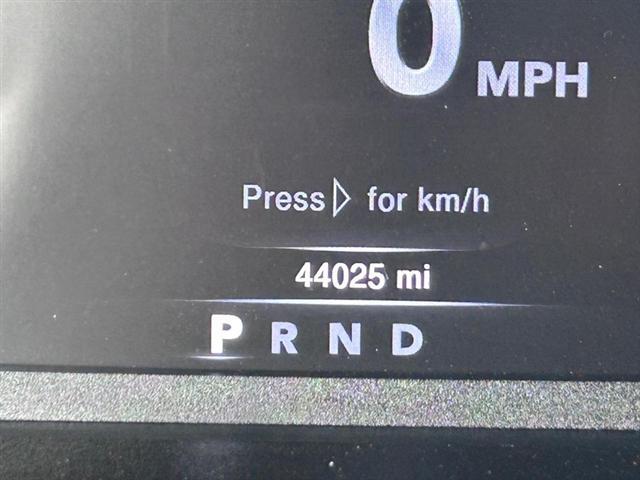 0 MPH
Press ▷ for km/h
44025 mi
P R N D